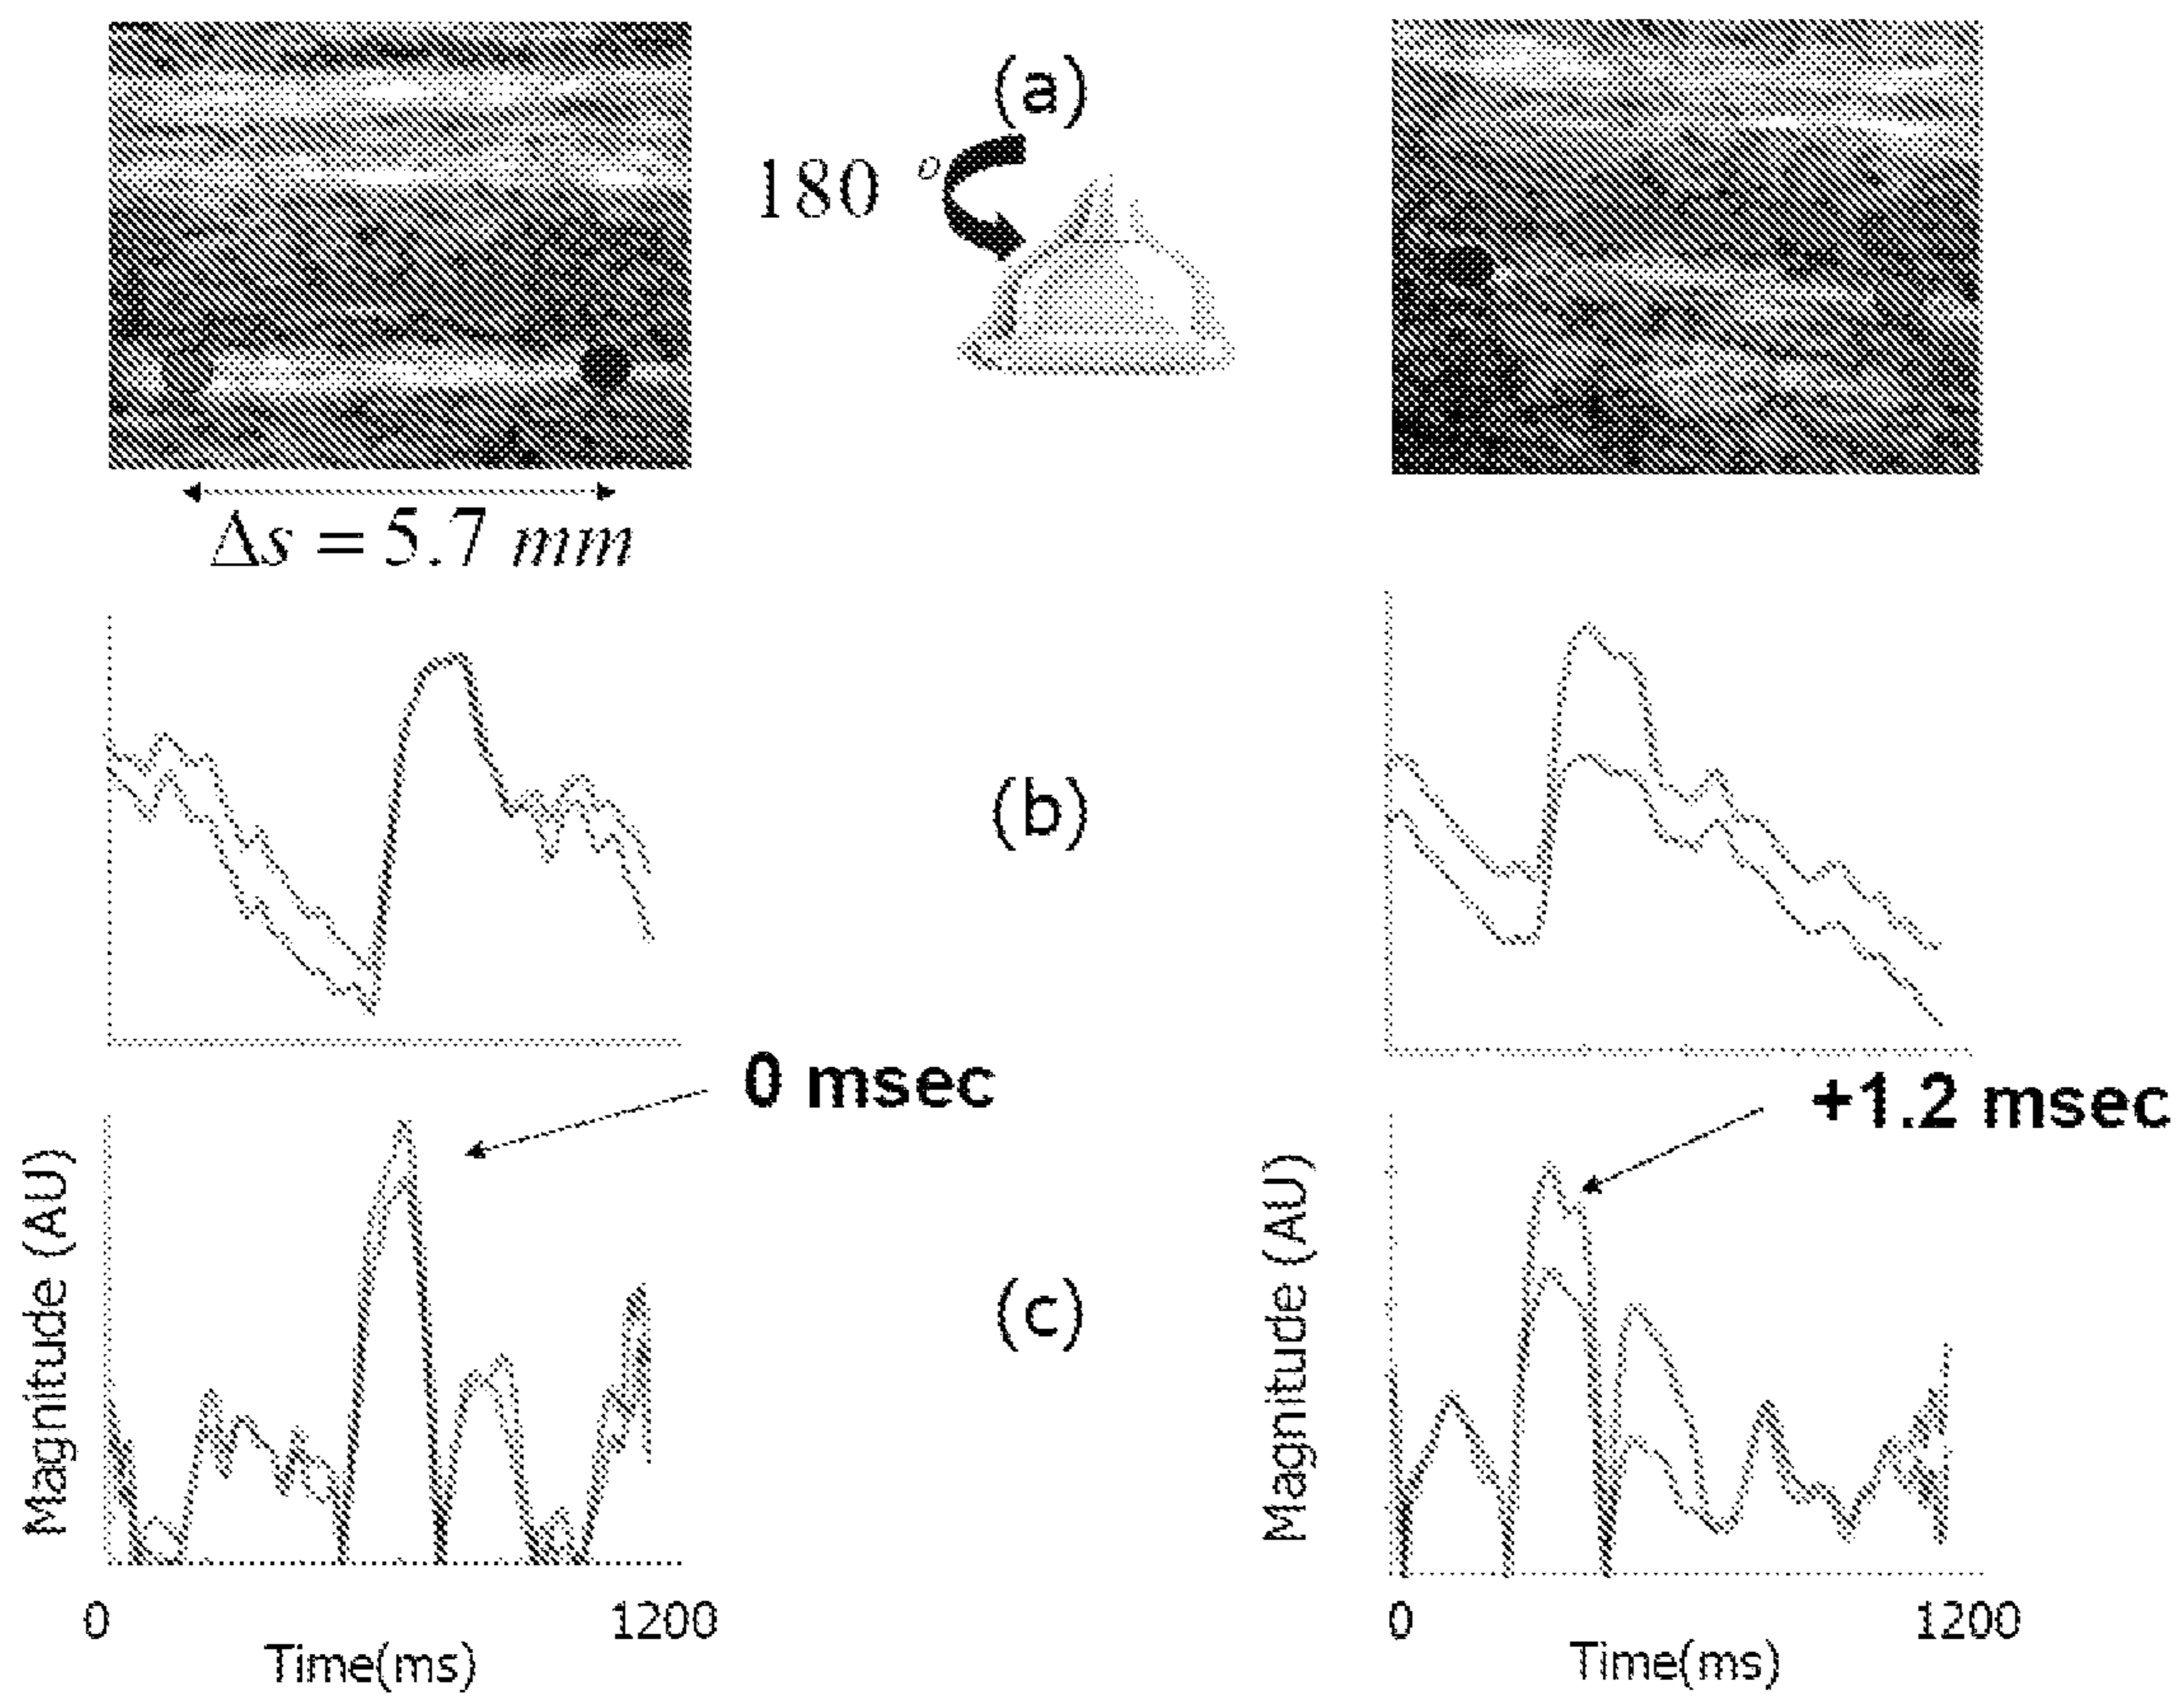 (a)
180 o
Δs = 5.7 mm
(b)
0 msec
+1.2 msec
Magnitude (AU)
Magnitude (AU)
(c)
0
1200
0
1200
Time(ms)
Time(ms)